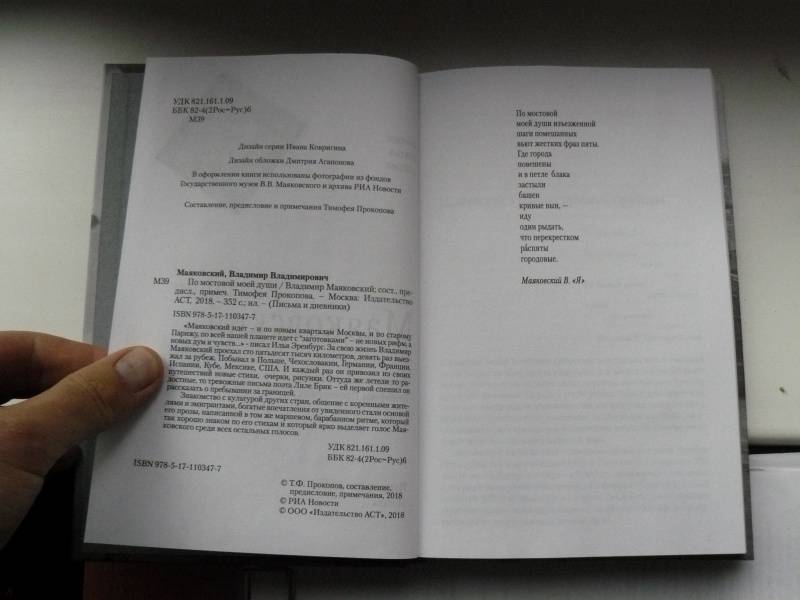 УДК 821.161.1.09
ББК 82-4(2Рос=Рус)6
М39
Дизайн серии Ивана Ковригина
Дизайн обложки Дмитрия Агапонова
В оформлении книги использованы фотографии из фондов
Государственного музея В.В. Маяковского и архива РИА Новости
Составление, предисловие и примечания Тимофея Прокопова
Маяковский, Владимир Владимирович
М39 По мостовой моей души / Владимир Маяковский; сост., пре-
дисл., примеч. Тимофея Прокопова. – Москва: Издательство
АСТ, 2018. – 352 с.; ил. – (Письма и дневники)
ISBN 978-5-17-110347-7
«Маяковский идет – и по новым кварталам Москвы, и по старому
Парижу, по всей нашей планете идет с "заготовками" – не новых рифм, а
новых дум и чувств...» - писал Илья Эренбург. За свою жизнь Владимир
Маяковский проехал сто пятьдесят тысяч километров, девять раз выез-
жал за рубеж. Побывал в Польше, Чехословакии, Германии, Франции,
Испании, Кубе, Мексике, США. И каждый раз он привозил из своих
путешествий новые стихи, очерки, рисунки. Оттуда же летели то ра-
достные, то тревожные письма поэта Лиле Брик – ей первой спешил он
рассказать о пребывании за границей.
Знакомство с культурой других стран, общение с коренными жите-
лями и эмигрантами, богатые впечатления от увиденного стали основой
его прозы, написанной в том же маршевом, барабанном ритме, который
так хорошо знаком по его стихам и который ярко выделяет голос Мая-
ковского среди всех остальных голосов.
УДК 821.161.1.09
ББК 82-4(2Рос=Рус)6
ISBN 978-5-17-110347-7
© Т.Ф. Прокопов, составление,
предисловие, примечания, 2018
© РИА Новости
© ООО «Издательство АСТ», 2018
По мостовой
моей души изъезженной
шаги помешанных
вьют жестких фраз пяты.
Где города
повешены
и в петле блака
застыли
башен
кривые выи, –
иду
один рыдать,
что перекрестком
ра́спяты
городовые.
Маяковский В. «Я»